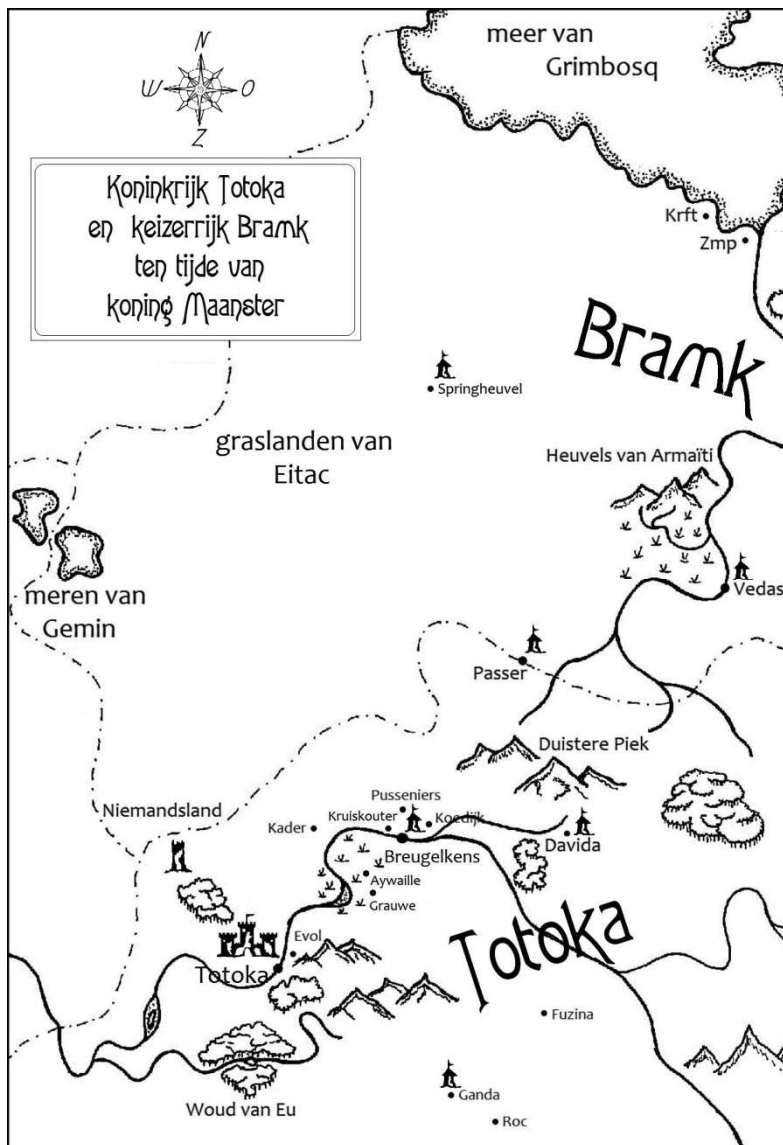 meer van
Grimbosq
N
W
O
Z
Koninkrijk Totoka
en keizerrijk Bramk
ten tijde van
koning Maanster
Krft
Zmp
Bramk
Springheuvel
graslanden van
Eitac
Heuvels van Armaïti
meren van
Gemin
Vedas
Passer
Duistere Piek
Niemandsland
Pusseniers
Kader
Kruiskouter
Koedijk
Breugelkens
Davida
Aywaille
Grauwe
Totoka
Evol
Totoka
Fuzina
Woud van Eu
Ganda
Roc